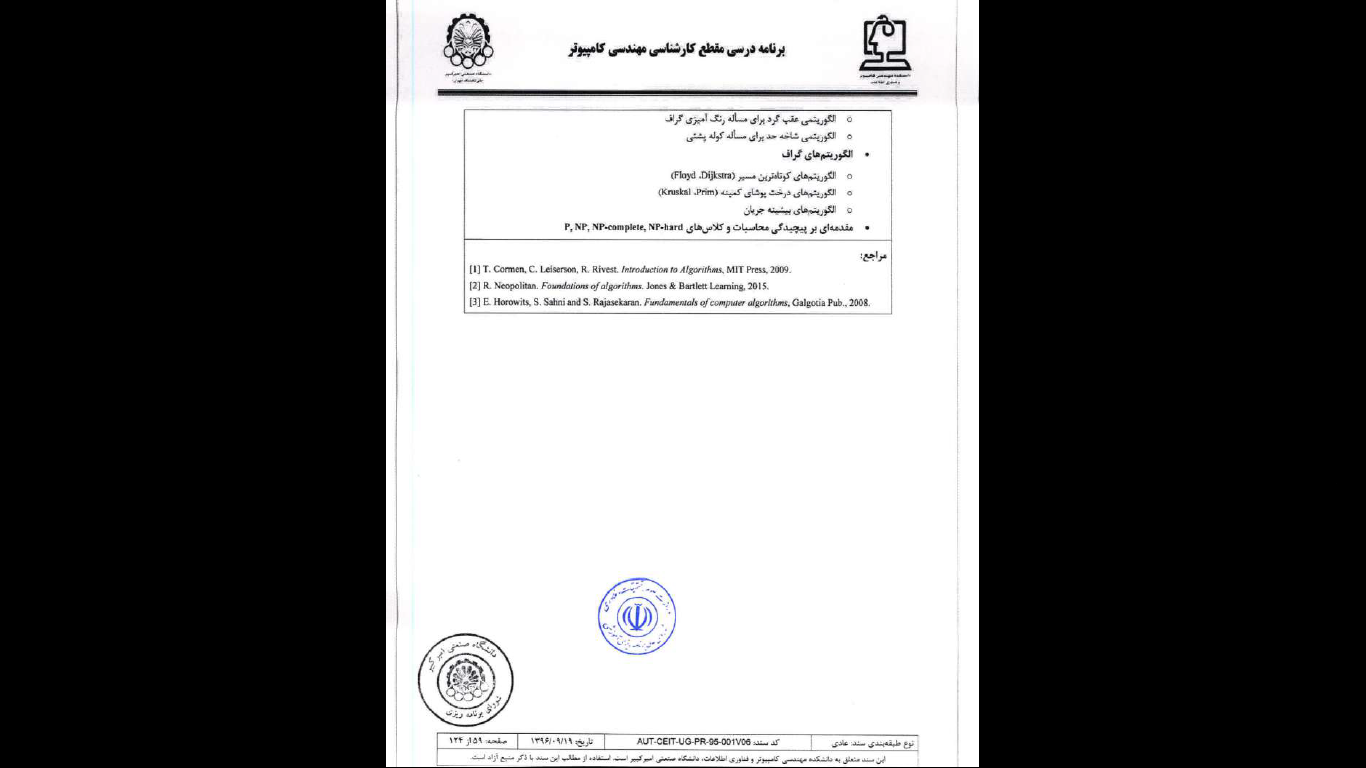 برنامه درسی مقطع کارشناسی مهندسی کامپیوتر
دانشکده مهندسی کامپیوتر
و فناوری اطلاعات
دانشگاه صنعتی امیرکبیر
(پلی‌تکنیک تهران)
○ الگوریتمی عقب گرد برای مسأله رنگ آمیزی گراف
○ الگوریتمی شاخه حد برای مسأله کوله پشتی
• الگوریتم‌های گراف
○ الگوریتم‌های کوتاه‌ترین مسیر (Floyd ،Dijkstra)
○ الگوریتم‌های درخت پوشای کمینه (Kruskal ،Prim)
○ الگوریتم‌های بیشینه جریان
• مقدمه‌ای بر پیچیدگی محاسبات و کلاس‌های P, NP, NP-complete, NP-hard
مراجع:
[1] T. Cormen, C. Leiserson, R. Rivest. Introduction to Algorithms, MIT Press, 2009.
[2] R. Neopolitan. Foundations of algorithms. Jones & Bartlett Learning, 2015.
[3] E. Horowits, S. Sahni and S. Rajasekaran. Fundamentals of computer algorithms, Galgotia Pub., 2008.
دانشگاه صنعتی امیرکبیر
شورای برنامه ریزی
نوع طبقه‌بندی سند: عادی کد سند: AUT-CEIT-UG-PR-95-001V06 تاریخ: ۱۳۹۶/۰۹/۱۹ صفحه: ۵۹ از ۱۲۴
این سند متعلق به دانشکده مهندسی کامپیوتر و فناوری اطلاعات، دانشگاه صنعتی امیرکبیر است. استفاده از مطالب این سند با ذکر منبع آزاد است.